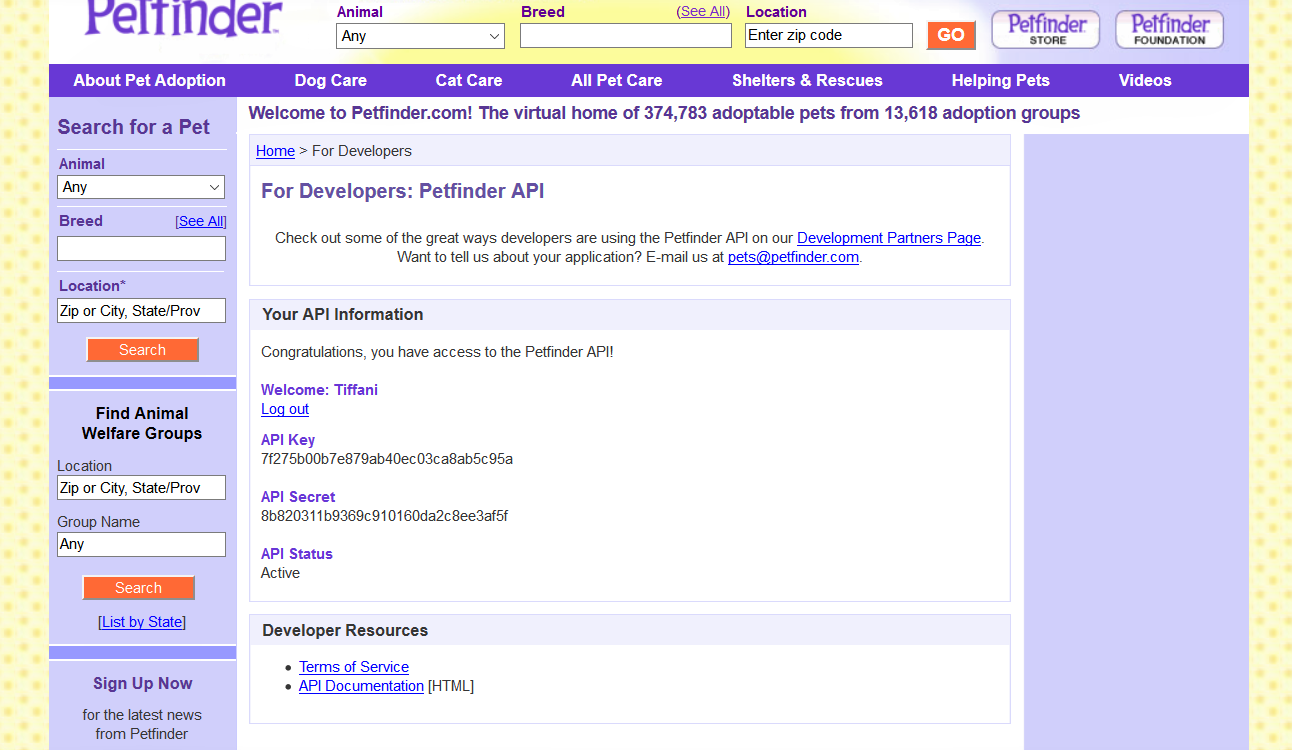 Petfinder
Animal
Any
Breed
(See All)
Location
Enter zip code
GO
Petfinder
STORE
Petfinder
FOUNDATION
About Pet Adoption
Dog Care
Cat Care
All Pet Care
Shelters & Rescues
Helping Pets
Videos
Search for a Pet
Animal
Any
Breed
[See All]
Location*
Zip or City, State/Prov
Search
Find Animal
Welfare Groups
Location
Zip or City, State/Prov
Group Name
Any
Search
[List by State]
Sign Up Now
for the latest news
from Petfinder
Welcome to Petfinder.com! The virtual home of 374,783 adoptable pets from 13,618 adoption groups
Home > For Developers
For Developers: Petfinder API
Check out some of the great ways developers are using the Petfinder API on our Development Partners Page.
Want to tell us about your application? E-mail us at pets@petfinder.com.
Your API Information
Congratulations, you have access to the Petfinder API!
Welcome: Tiffani
Log out
API Key
7f275b00b7e879ab40ec03ca8ab5c95a
API Secret
8b820311b9369c910160da2c8ee3af5f
API Status
Active
Developer Resources
• Terms of Service
• API Documentation [HTML]